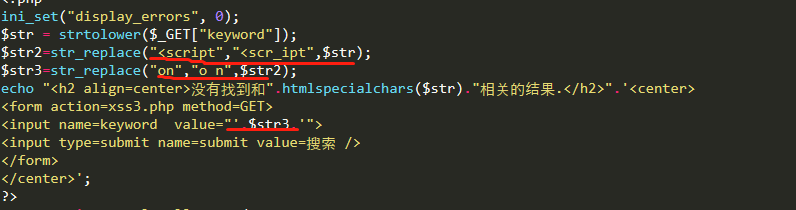 <?php
ini_set("display_errors", 0);
$str = strtolower($_GET["keyword"]);
$str2=str_replace("<script","<scr_ipt",$str);
$str3=str_replace("on","o_n",$str2);
echo "<h2 align=center>没有找到和".htmlspecialchars($str)."相关的结果.</h2>".'<center>
<form action=xss3.php method=GET>
<input name=keyword  value="'.$str3.'">
<input type=submit name=submit value=搜索 />
</form>
</center>';
?>